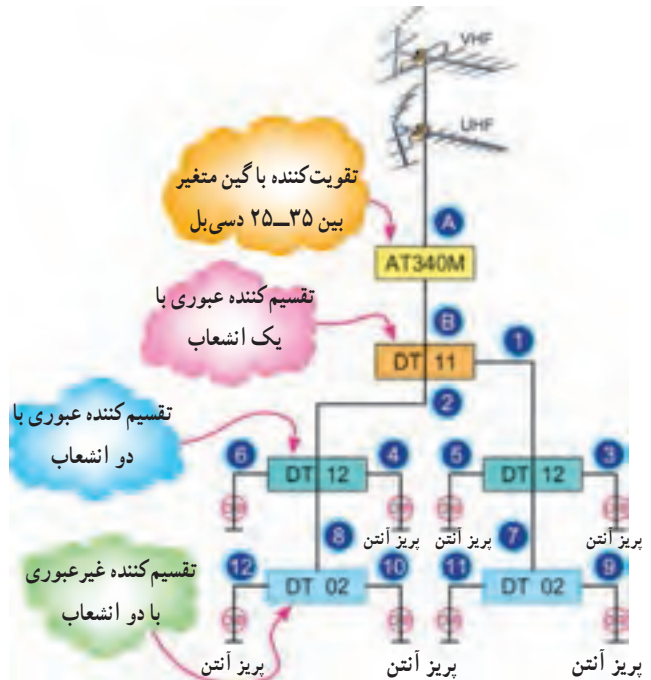 VHF
UHF
تقویت‌کننده با گین متغیر
بین ۳۵ــ۲۵ دسی‌بل
A
AT340M
تقسیم‌کننده عبوری با
یک انشعاب
B
1
DT 11
2
تقسیم‌کننده عبوری با
دو انشعاب
6
4
5
3
DT 12
DT 12
پریز آنتن
پریز آنتن
پریز آنتن
8
7
تقسیم‌کننده غیرعبوری
با دو انشعاب
12
10
11
9
DT 02
DT 02
پریز آنتن
پریز آنتن
پریز آنتن